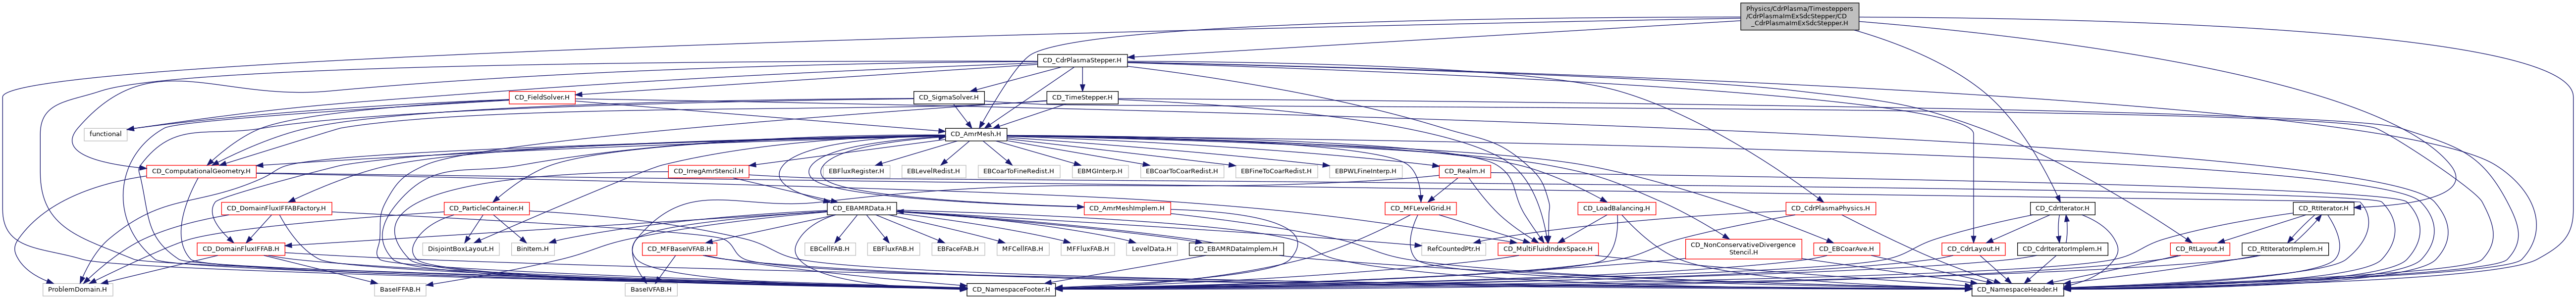 Physics/CdrPlasma/Timesteppers
/CdrPlasmaImExSdcStepper/CD
_CdrPlasmaImExSdcStepper.H
CD_CdrPlasmaStepper.H
CD_FieldSolver.H
CD_SigmaSolver.H
CD_TimeStepper.H
functional
CD_AmrMesh.H
CD_ComputationalGeometry.H
CD_IrregAmrStencil.H
EBFluxRegister.H
EBLevelRedist.H
EBCoarToFineRedist.H
EBMGInterp.H
EBCoarToCoarRedist.H
EBFineToCoarRedist.H
EBPWLFineInterp.H
CD_Realm.H
CD_DomainFluxIFFABFactory.H
CD_ParticleContainer.H
CD_EBAMRData.H
CD_AmrMeshImplem.H
CD_MFLevelGrid.H
CD_LoadBalancing.H
CD_CdrPlasmaPhysics.H
CD_CdrIterator.H
CD_RtIterator.H
CD_DomainFluxIFFAB.H
DisjointBoxLayout.H
BinItem.H
CD_MFBaseIVFAB.H
EBCellFAB.H
EBFluxFAB.H
EBFaceFAB.H
MFCellFAB.H
MFFluxFAB.H
LevelData.H
CD_EBAMRDataImplem.H
RefCountedPtr.H
CD_MultiFluidIndexSpace.H
CD_NonConservativeDivergence
Stencil.H
CD_EBCoarAve.H
CD_CdrLayout.H
CD_CdrIteratorImplem.H
CD_RtLayout.H
CD_RtIteratorImplem.H
ProblemDomain.H
BaseIFFAB.H
BaseIVFAB.H
CD_NamespaceFooter.H
CD_NamespaceHeader.H